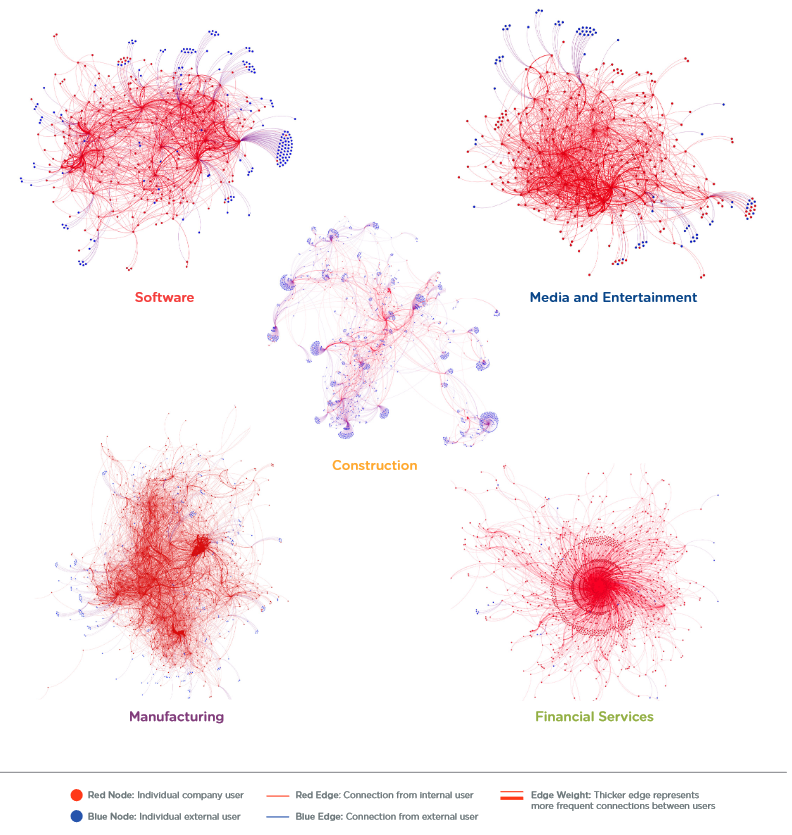 Software
Media and Entertainment
Construction
Manufacturing
Financial Services
Red Node: Individual company user
Red Edge: Connection from internal user
Edge Weight: Thicker edge represents
more frequent connections between users
Blue Node: Individual external user
Blue Edge: Connection from external user